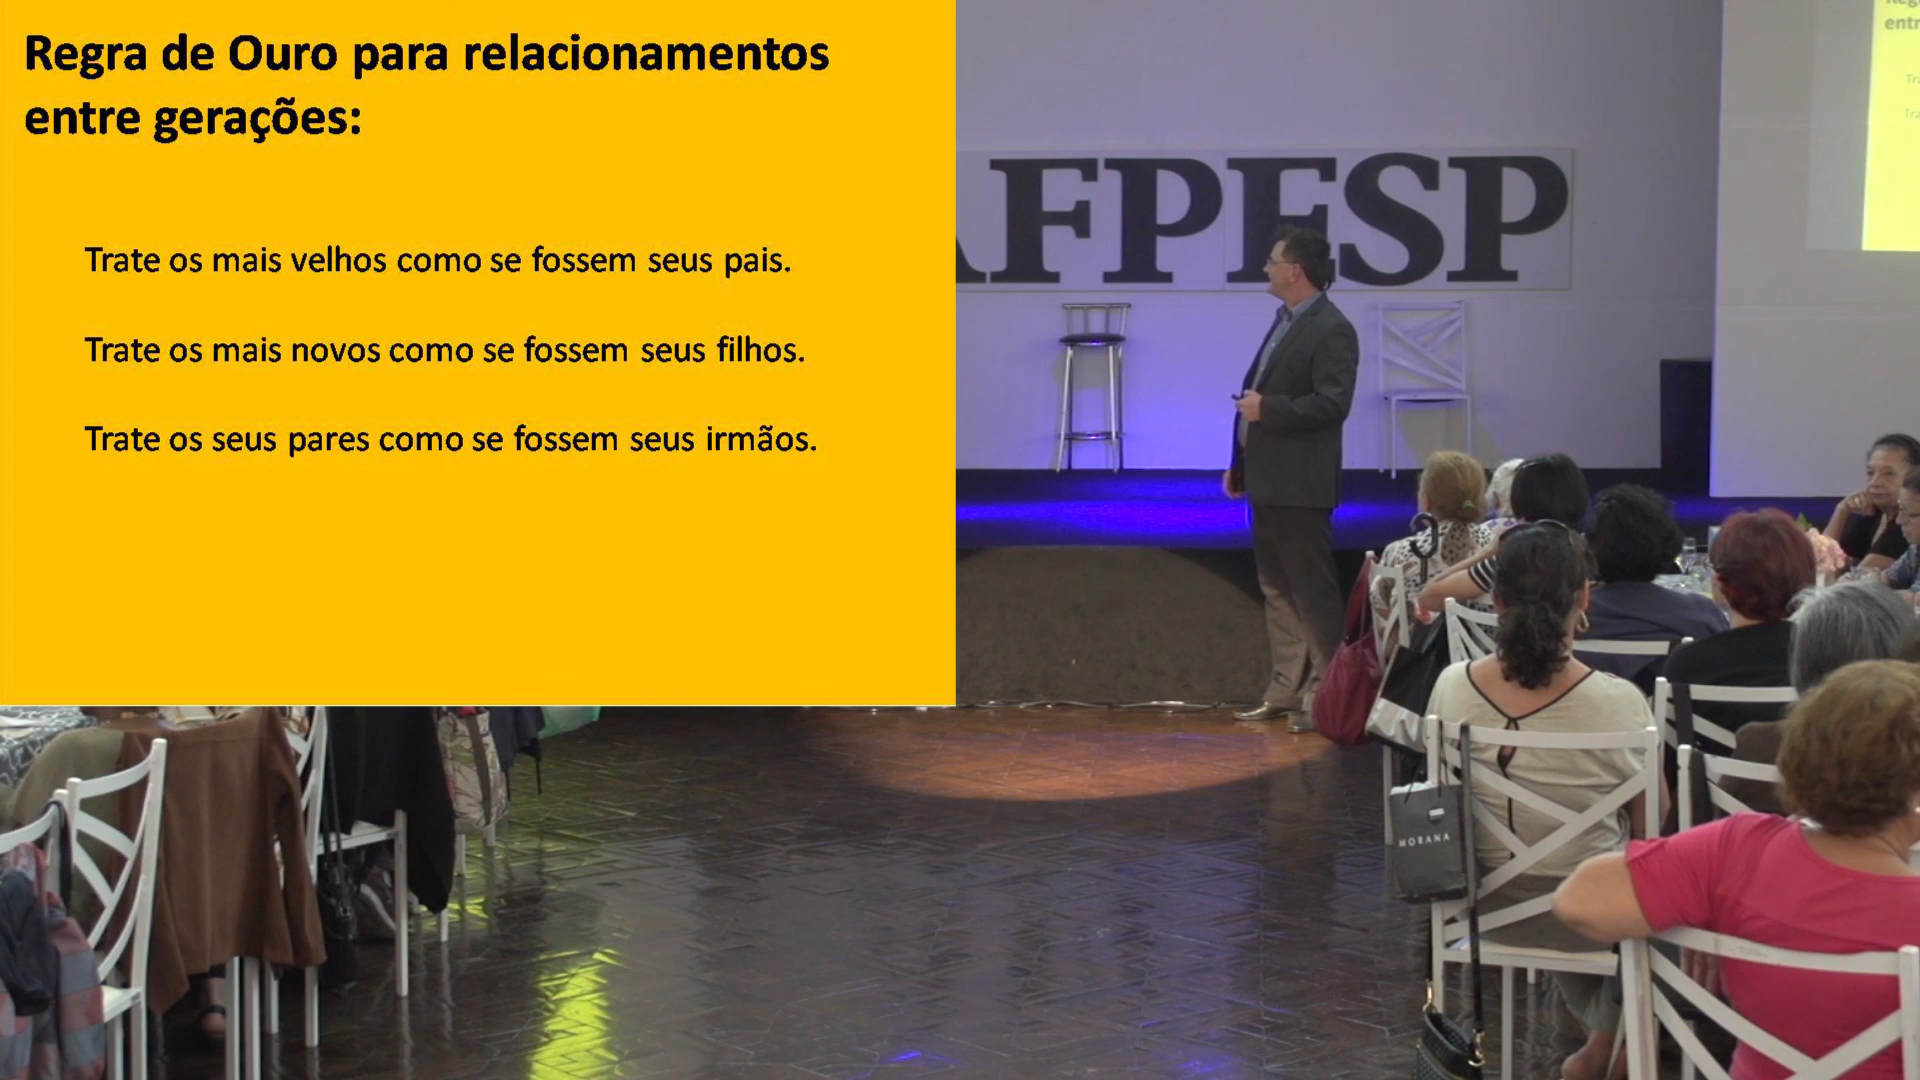 Regra de Ouro para relacionamentos
entre gerações:
Trate os mais velhos como se fossem seus pais.
Trate os mais novos como se fossem seus filhos.
Trate os seus pares como se fossem seus irmãos.
AFPESP
MORANA